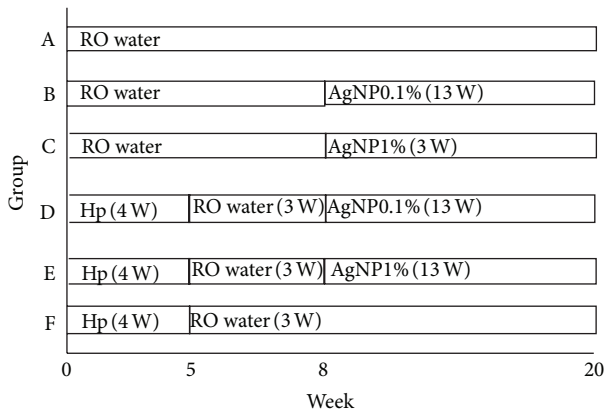 Group
A RO water
B RO water AgNP0.1% (13 W)
C RO water AgNP1% (3 W)
D Hp (4 W) RO water (3 W) AgNP0.1% (13 W)
E Hp (4 W) RO water (3 W) AgNP1% (13 W)
F Hp (4 W) RO water (3 W)
0 5 8 20
Week